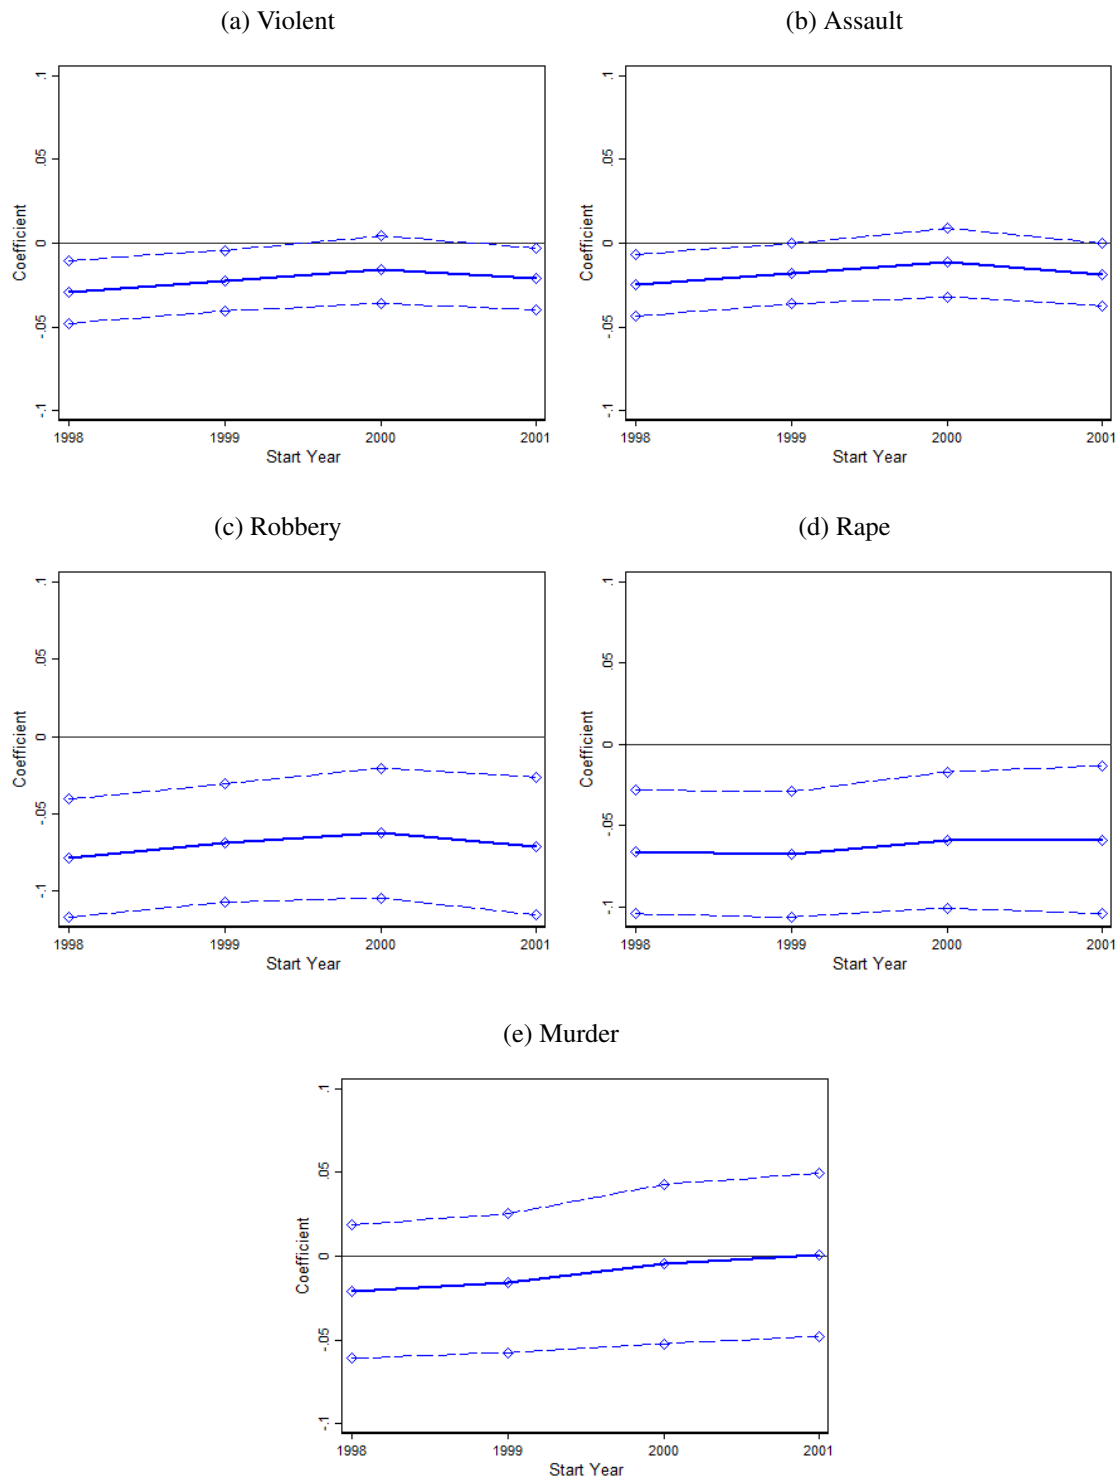 (a) Violent
.1
.05
0
-.05
-.1
Coefficient
1998 1999 2000 2001
Start Year
(b) Assault
.1
.05
0
-.05
-.1
Coefficient
1998 1999 2000 2001
Start Year
(c) Robbery
.1
.05
0
-.05
-.1
Coefficient
1998 1999 2000 2001
Start Year
(d) Rape
.1
.05
0
-.05
-.1
Coefficient
1998 1999 2000 2001
Start Year
(e) Murder
.1
.05
0
-.05
-.1
Coefficient
1998 1999 2000 2001
Start Year